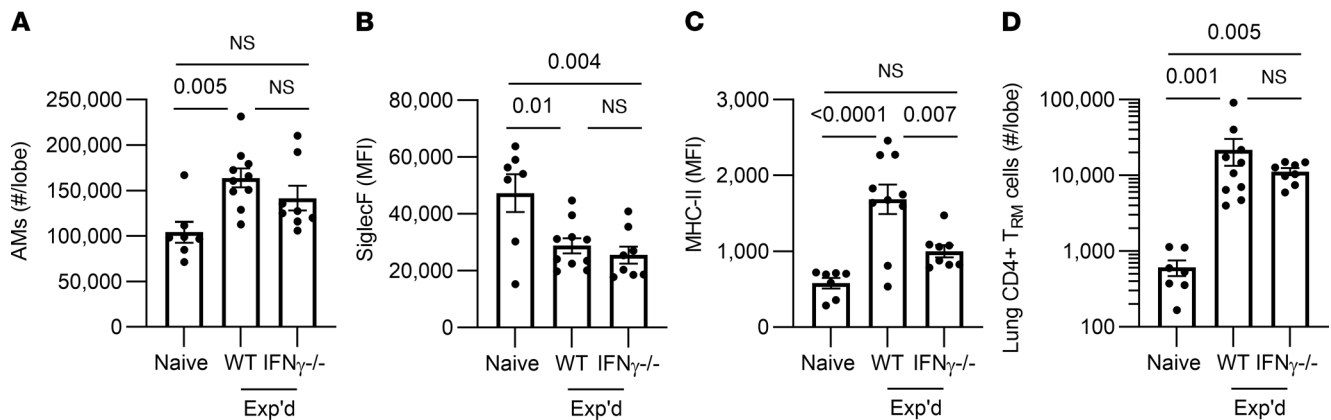 A
NS
0.005
NS
AMs (#/lobe)
250,000
200,000
150,000
100,000
50,000
0
Naive
WT
IFNγ-/-
Exp'd
B
0.004
0.01
NS
SiglecF (MFI)
80,000
60,000
40,000
20,000
0
Naive
WT
IFNγ-/-
Exp'd
C
NS
<0.0001
0.007
MHC-II (MFI)
3,000
2,000
1,000
0
Naive
WT
IFNγ-/-
Exp'd
D
0.005
0.001
NS
Lung CD4+ TRM cells (#/lobe)
100,000
10,000
1,000
100
Naive
WT
IFNγ-/-
Exp'd